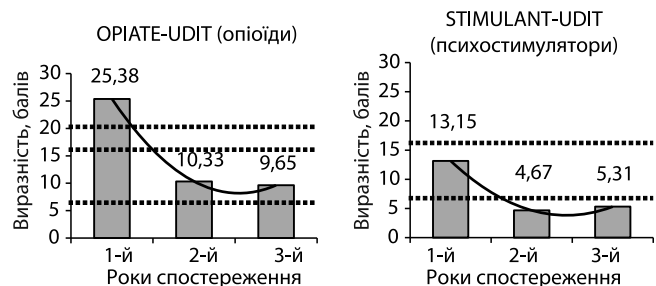 OPIATE-UDIT (опіоїди)
Виразність, балів
30
25
20
15
10
5
0
25,38
10,33
9,65
1-й 2-й 3-й
Роки спостереження
STIMULANT-UDIT
(психостимулятори)
Виразність, балів
30
25
20
15
10
5
0
13,15
4,67
5,31
1-й 2-й 3-й
Роки спостереження